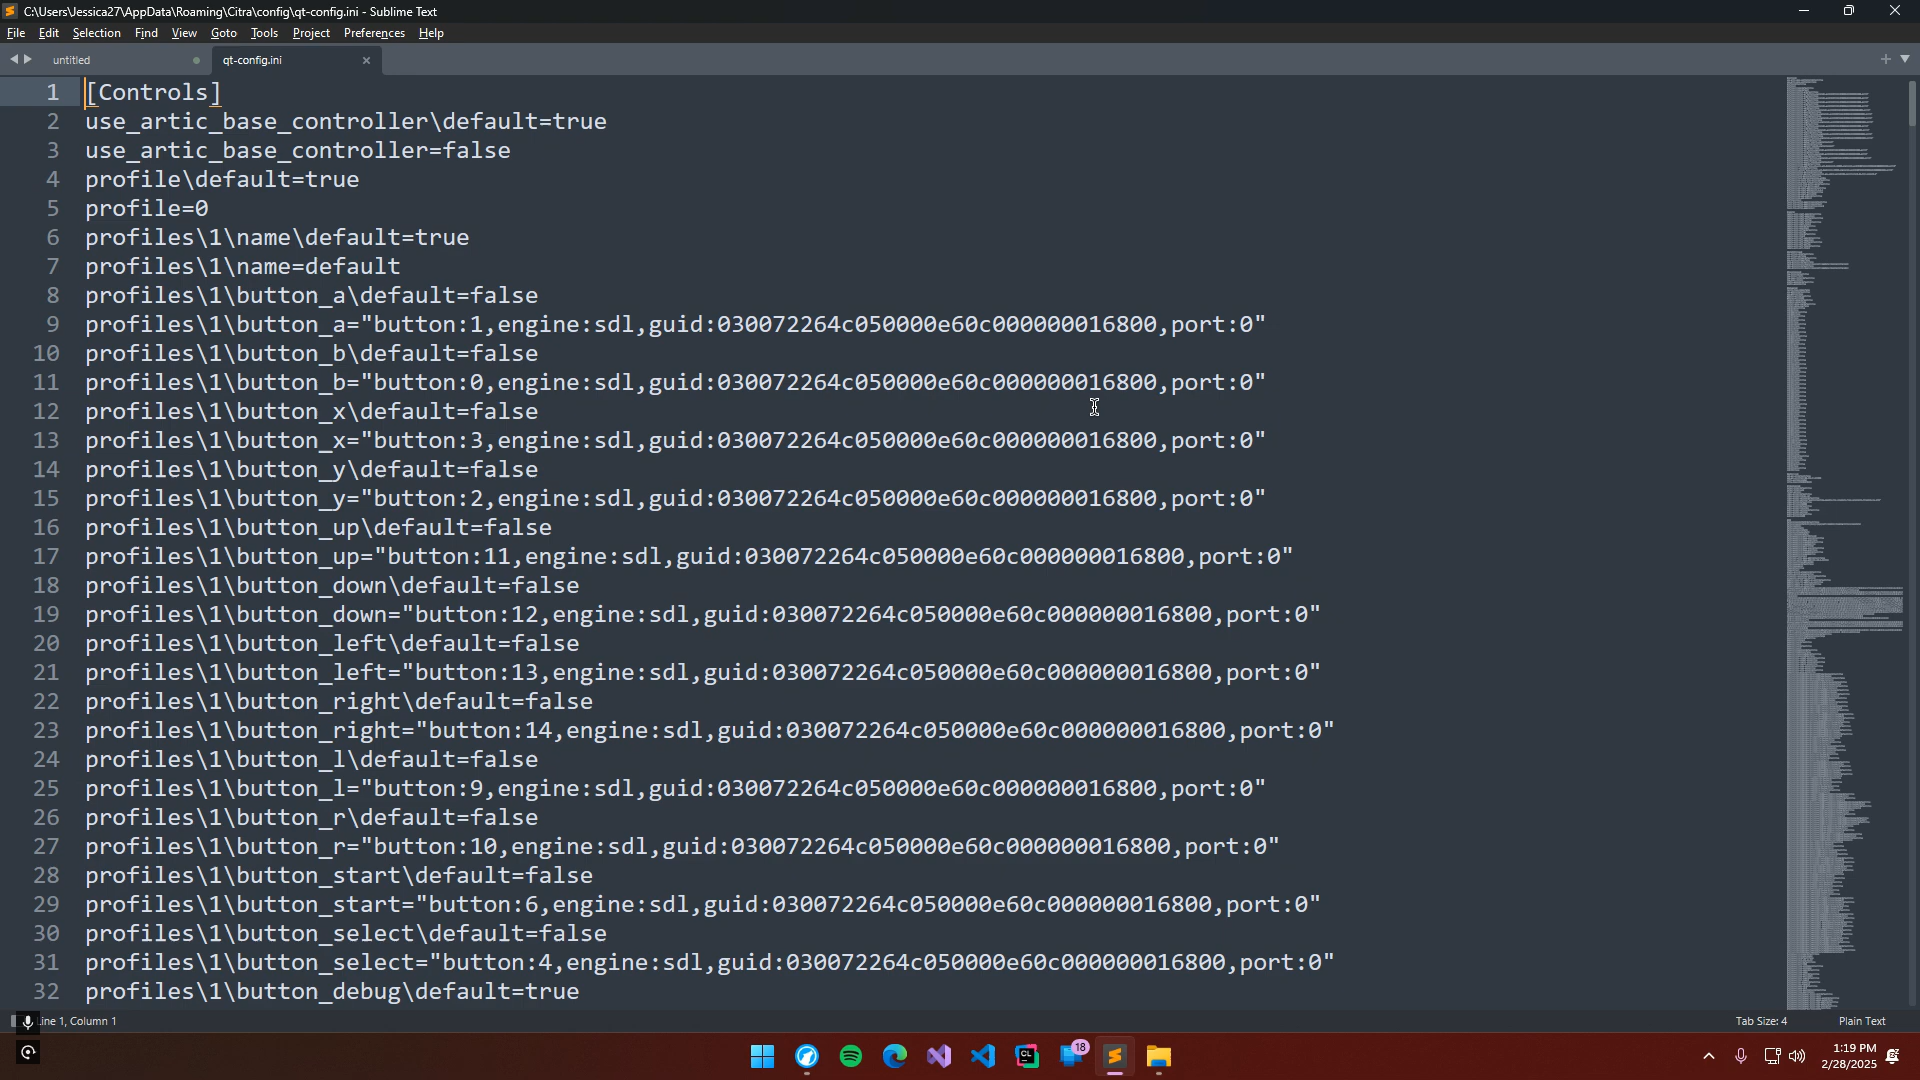 C:\Users\Jessica27\AppData\Roaming\Citra\config\qt-config.ini - Sublime Text
File Edit Selection Find View Goto Tools Project Preferences Help
untitled qt-config.ini
1 [Controls]
2 use_artic_base_controller\default=true
3 use_artic_base_controller=false
4 profile\default=true
5 profile=0
6 profiles\1\name\default=true
7 profiles\1\name=default
8 profiles\1\button_a\default=false
9 profiles\1\button_a="button:1,engine:sdl,guid:030072264c050000e60c000000016800,port:0"
10 profiles\1\button_b\default=false
11 profiles\1\button_b="button:0,engine:sdl,guid:030072264c050000e60c000000016800,port:0"
12 profiles\1\button_x\default=false
13 profiles\1\button_x="button:3,engine:sdl,guid:030072264c050000e60c000000016800,port:0"
14 profiles\1\button_y\default=false
15 profiles\1\button_y="button:2,engine:sdl,guid:030072264c050000e60c000000016800,port:0"
16 profiles\1\button_up\default=false
17 profiles\1\button_up="button:11,engine:sdl,guid:030072264c050000e60c000000016800,port:0"
18 profiles\1\button_down\default=false
19 profiles\1\button_down="button:12,engine:sdl,guid:030072264c050000e60c000000016800,port:0"
20 profiles\1\button_left\default=false
21 profiles\1\button_left="button:13,engine:sdl,guid:030072264c050000e60c000000016800,port:0"
22 profiles\1\button_right\default=false
23 profiles\1\button_right="button:14,engine:sdl,guid:030072264c050000e60c000000016800,port:0"
24 profiles\1\button_l\default=false
25 profiles\1\button_l="button:9,engine:sdl,guid:030072264c050000e60c000000016800,port:0"
26 profiles\1\button_r\default=false
27 profiles\1\button_r="button:10,engine:sdl,guid:030072264c050000e60c000000016800,port:0"
28 profiles\1\button_start\default=false
29 profiles\1\button_start="button:6,engine:sdl,guid:030072264c050000e60c000000016800,port:0"
30 profiles\1\button_select\default=false
31 profiles\1\button_select="button:4,engine:sdl,guid:030072264c050000e60c000000016800,port:0"
32 profiles\1\button_debug\default=true
ine 1, Column 1 Tab Size: 4 Plain Text
CL 18 1:19 PM
2/28/2025